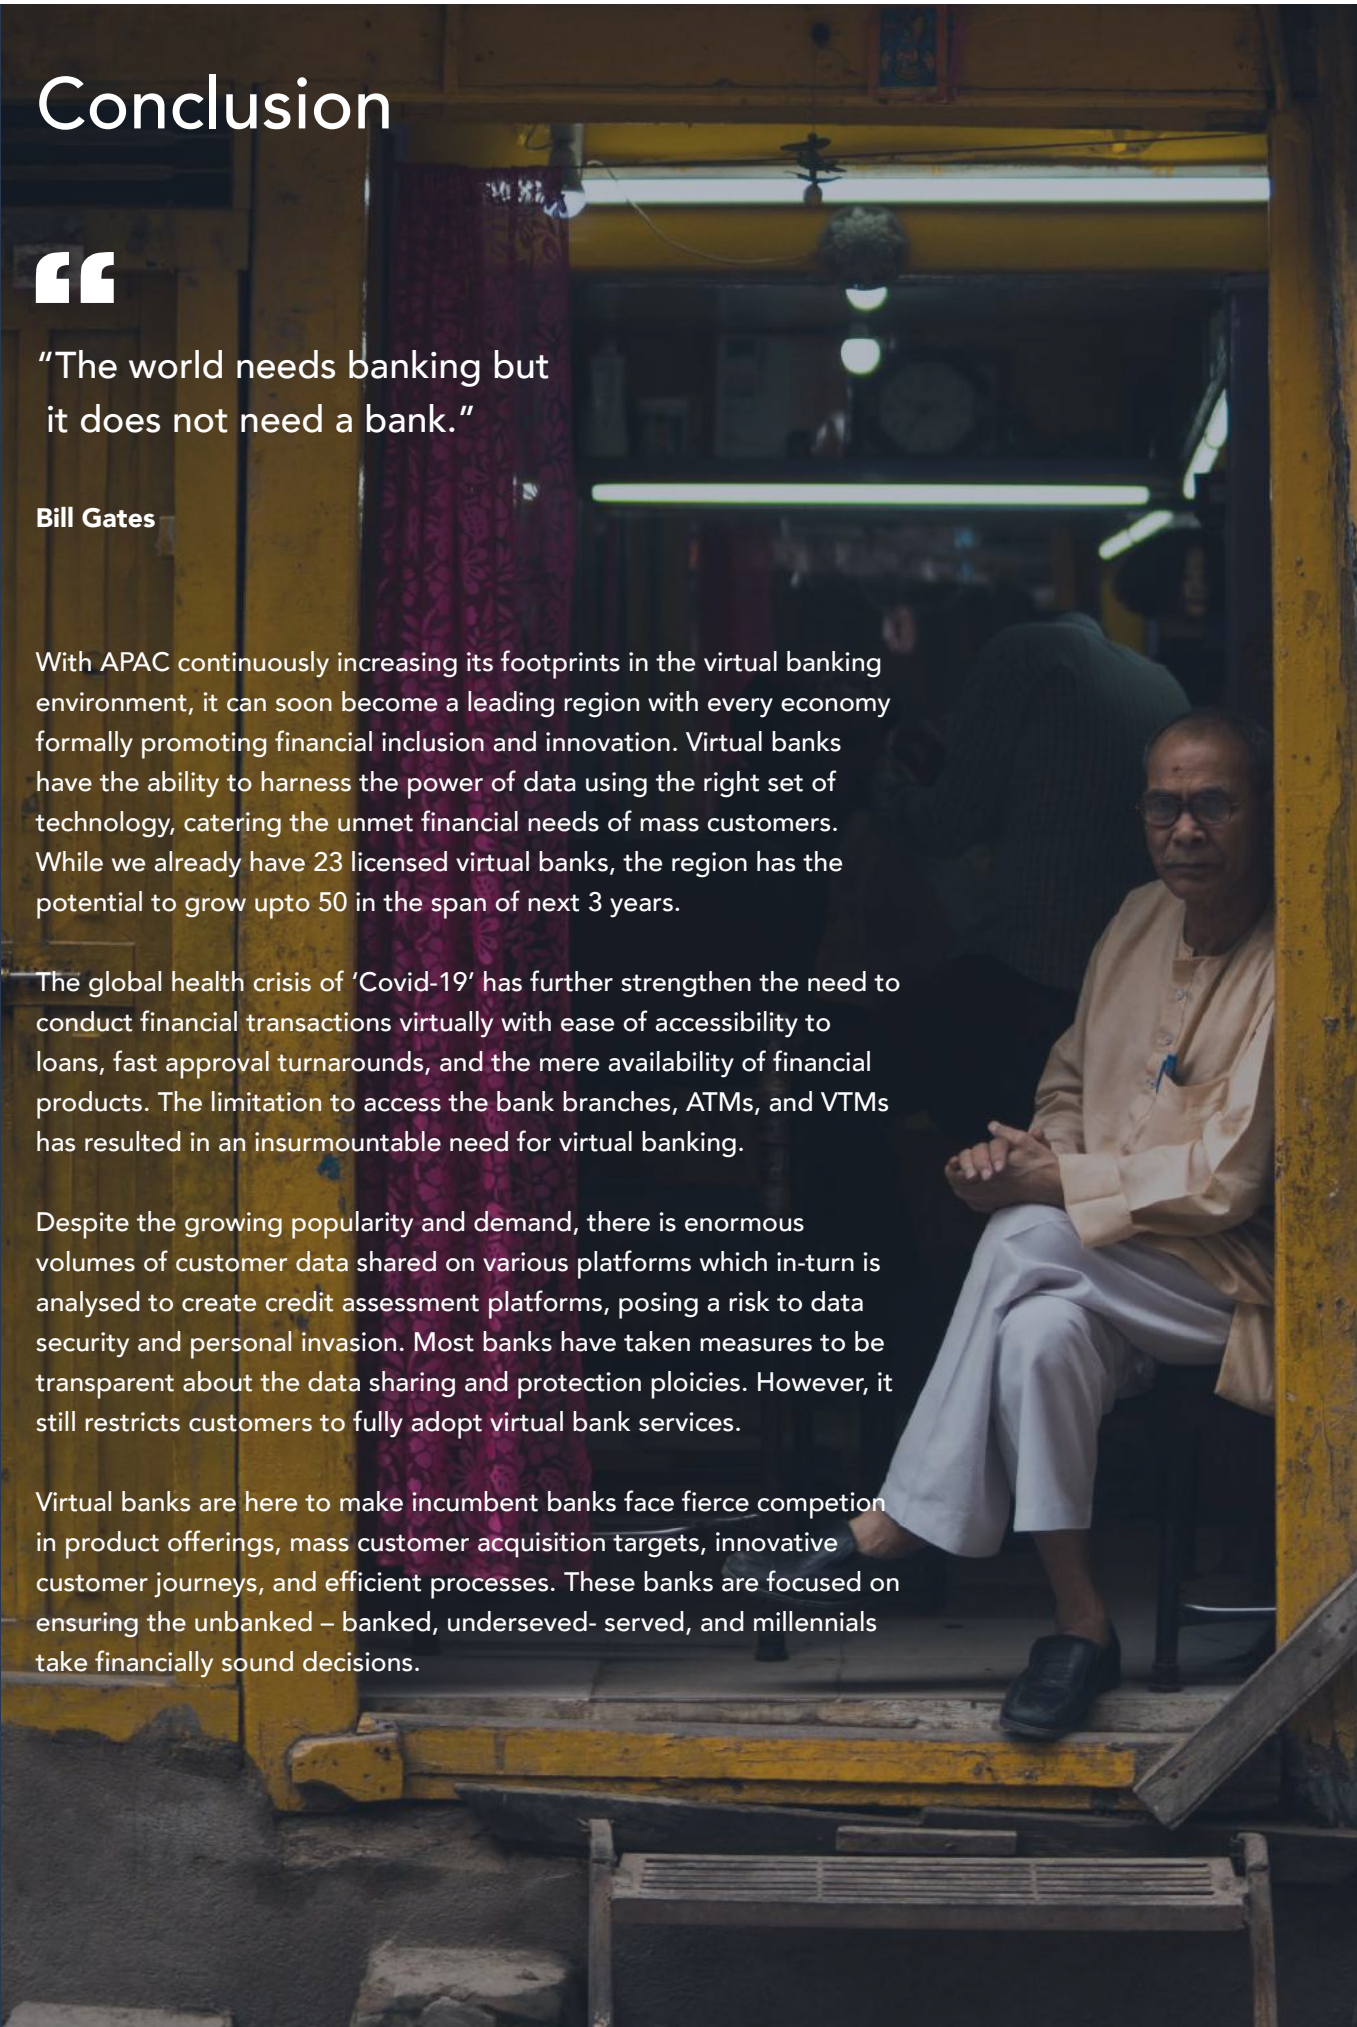 Conclusion
“The world needs banking but
it does not need a bank.”
Bill Gates
With APAC continuously increasing its footprints in the virtual banking
environment, it can soon become a leading region with every economy
formally promoting financial inclusion and innovation. Virtual banks
have the ability to harness the power of data using the right set of
technology, catering the unmet financial needs of mass customers.
While we already have 23 licensed virtual banks, the region has the
potential to grow upto 50 in the span of next 3 years.
The global health crisis of ‘Covid-19’ has further strengthen the need to
conduct financial transactions virtually with ease of accessibility to
loans, fast approval turnarounds, and the mere availability of financial
products. The limitation to access the bank branches, ATMs, and VTMs
has resulted in an insurmountable need for virtual banking.
Despite the growing popularity and demand, there is enormous
volumes of customer data shared on various platforms which in-turn is
analysed to create credit assessment platforms, posing a risk to data
security and personal invasion. Most banks have taken measures to be
transparent about the data sharing and protection ploicies. However, it
still restricts customers to fully adopt virtual bank services.
Virtual banks are here to make incumbent banks face fierce competion
in product offerings, mass customer acquisition targets, innovative
customer journeys, and efficient processes. These banks are focused on
ensuring the unbanked – banked, underseved- served, and millennials
take financially sound decisions.